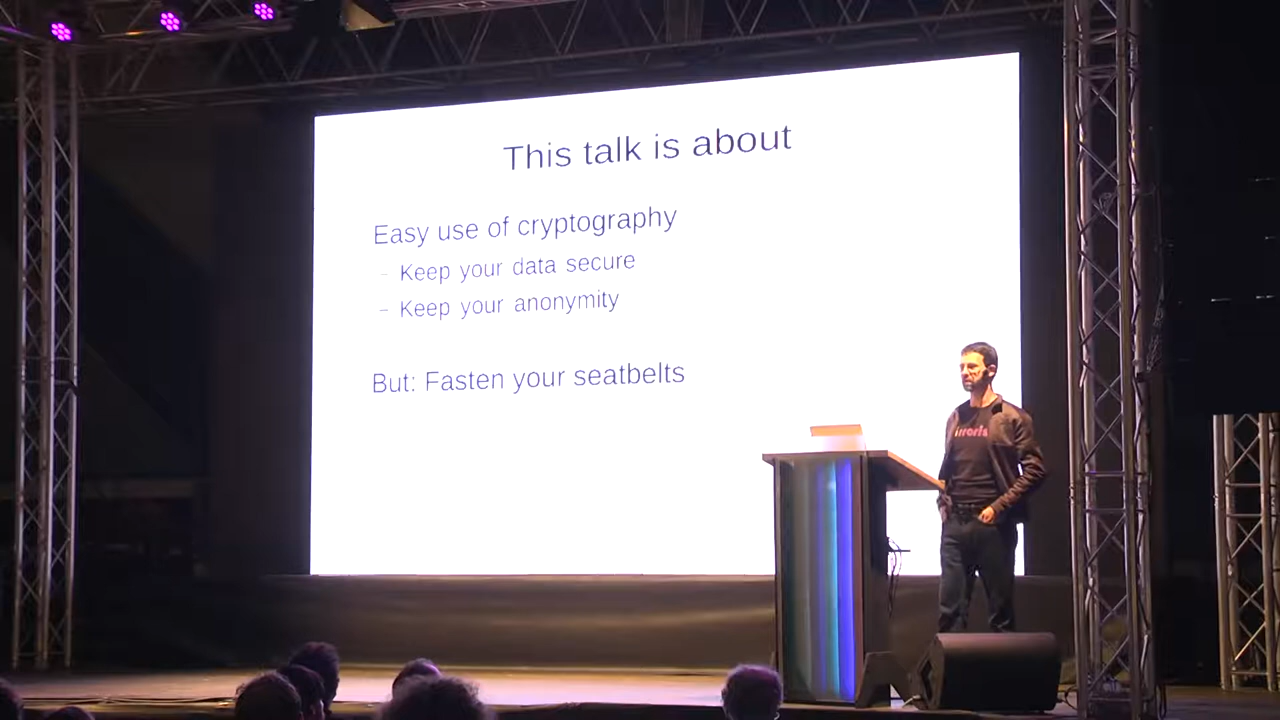 This talk is about
Easy use of cryptography
– Keep your data secure
– Keep your anonymity
But: Fasten your seatbelts